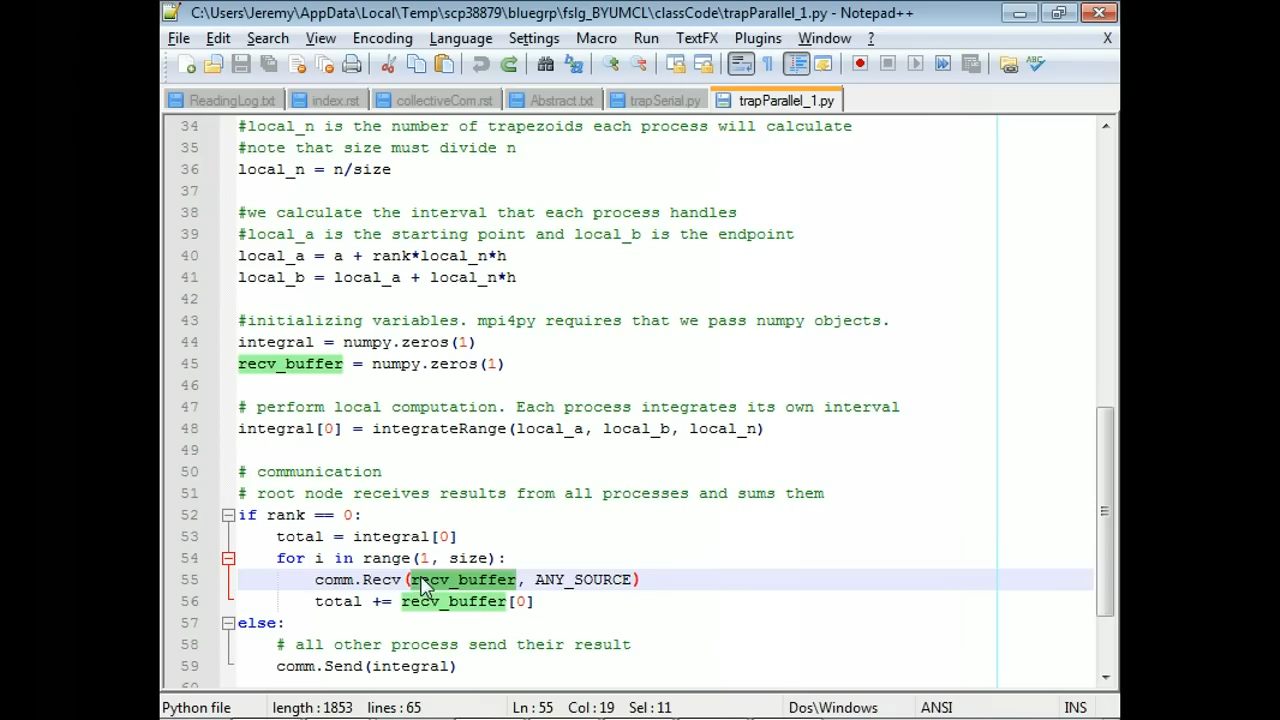 C:\Users\Jeremy\AppData\Local\Temp\scp38879\bluegrp\fslg_BYUMCL\classCode\trapParallel_1.py - Notepad++
File Edit Search View Encoding Language Settings Macro Run TextFX Plugins Window ? X
ReadingLog.txt index.rst collectiveCom.rst Abstract.txt trapSerial.py trapParallel_1.py
34 #local_n is the number of trapezoids each process will calculate
35 #note that size must divide n
36 local_n = n/size
37
38 #we calculate the interval that each process handles
39 #local_a is the starting point and local_b is the endpoint
40 local_a = a + rank*local_n*h
41 local_b = local_a + local_n*h
42
43 #initializing variables. mpi4py requires that we pass numpy objects.
44 integral = numpy.zeros(1)
45 recv_buffer = numpy.zeros(1)
46
47 # perform local computation. Each process integrates its own interval
48 integral[0] = integrateRange(local_a, local_b, local_n)
49
50 # communication
51 # root node receives results from all processes and sums them
52 if rank == 0:
53 total = integral[0]
54 for i in range(1, size):
55 comm.Recv(recv_buffer, ANY_SOURCE)
56 total += recv_buffer[0]
57 else:
58 # all other process send their result
59 comm.Send(integral)
Python file length : 1853 lines : 65 Ln : 55 Col : 19 Sel : 11 Dos\Windows ANSI INS